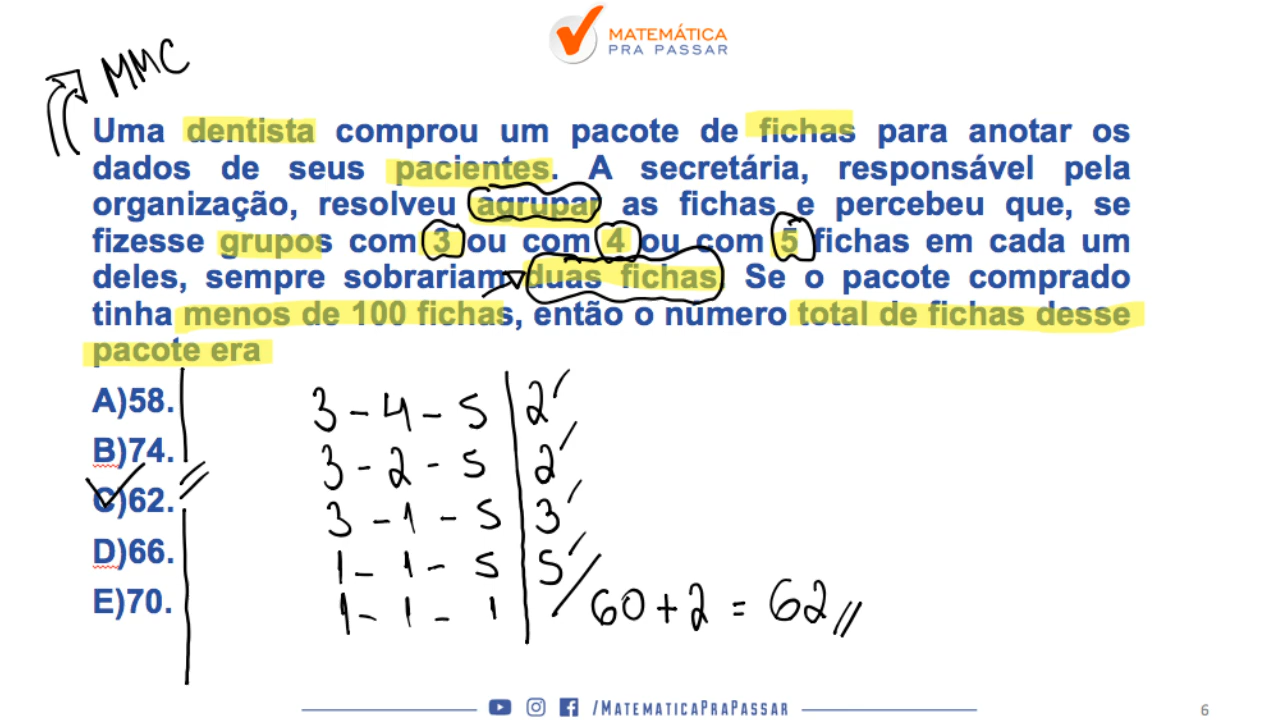 MATEMÁTICA
PRA PASSAR
MMC
Uma dentista comprou um pacote de fichas para anotar os
dados de seus pacientes. A secretária, responsável pela
organização, resolveu agrupar as fichas e percebeu que, se
fizesse grupos com 3 ou com 4 ou com 5 fichas em cada um
deles, sempre sobrariam duas fichas. Se o pacote comprado
tinha menos de 100 fichas, então o número total de fichas desse
pacote era
A)58.
B)74.
C)62.
D)66.
E)70.
3 - 4 - 5 | 2
3 - 2 - 5 | 2
3 - 1 - 5 | 3
1 - 1 - 5 | 5
1 - 1 - 1 | 60 + 2 = 62
/MatematicaPraPassar
6